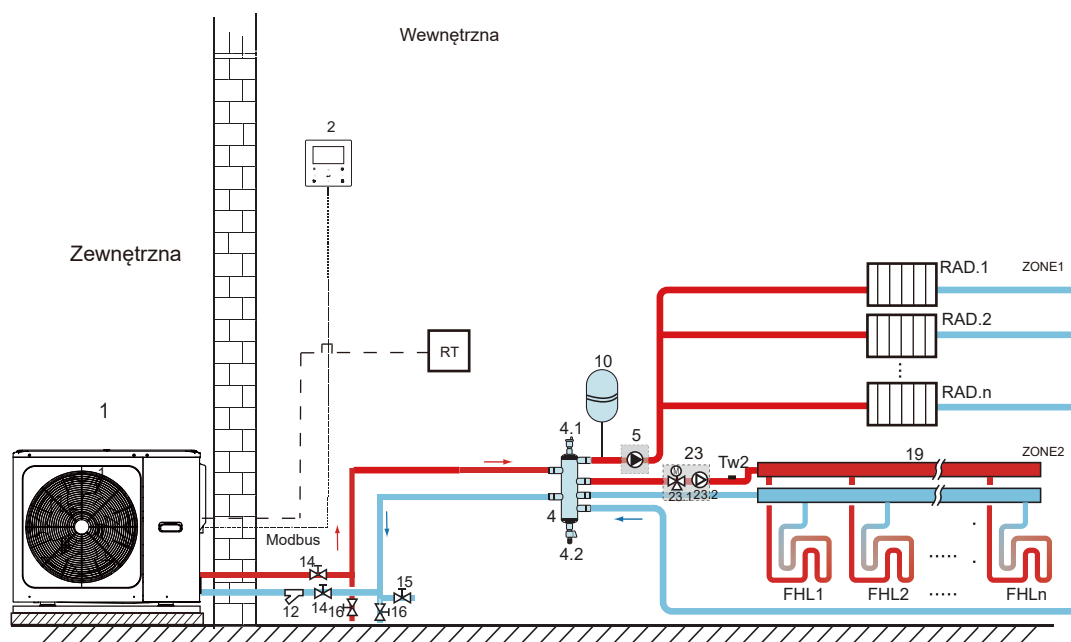 Wewnętrzna
2
Zewnętrzna
RAD.1
ZONE1
RAD.2
RT
10
RAD.n
1
4.1
5
23
Tw2
19
ZONE2
M
1
23.1
23.2
4
4.2
Modbus
14
15
12
14
16
16
FHL1
FHL2
FHLn